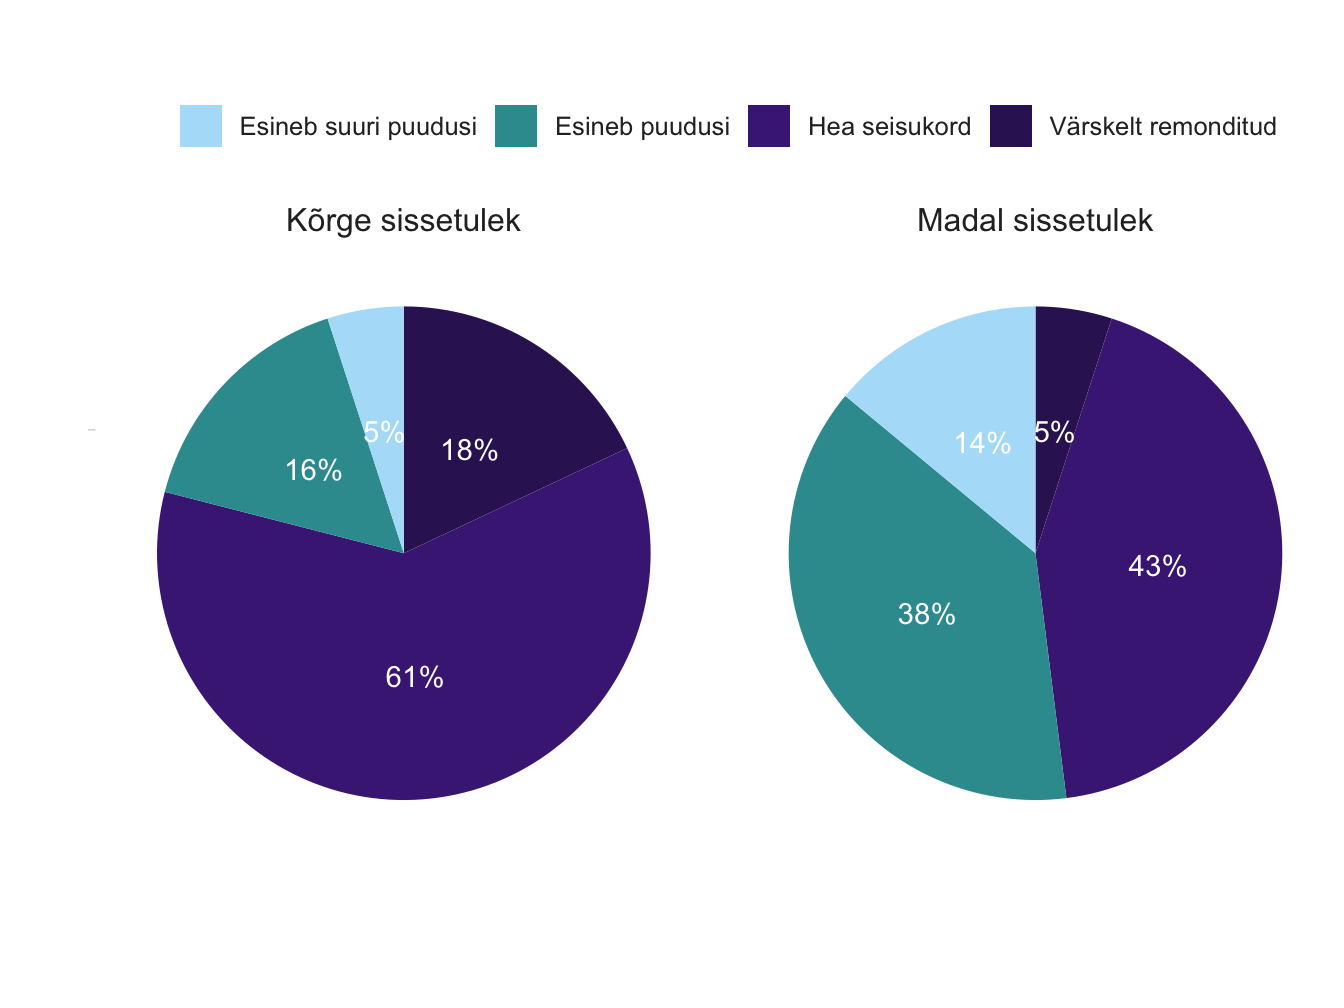 Esineb suuri puudusi Esineb puudusi Hea seisukord Värskelt remonditud
Kõrge sissetulek
5%
18%
16%
61%
Madal sissetulek
5%
14%
43%
38%